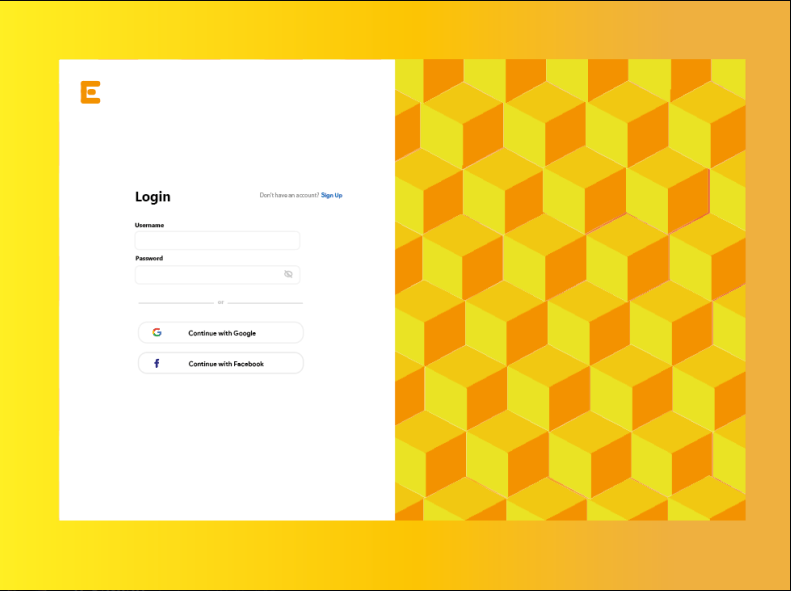 E
Login
Don't have an account? Sign Up
Username
Password
or
Continue with Google
Continue with Facebook